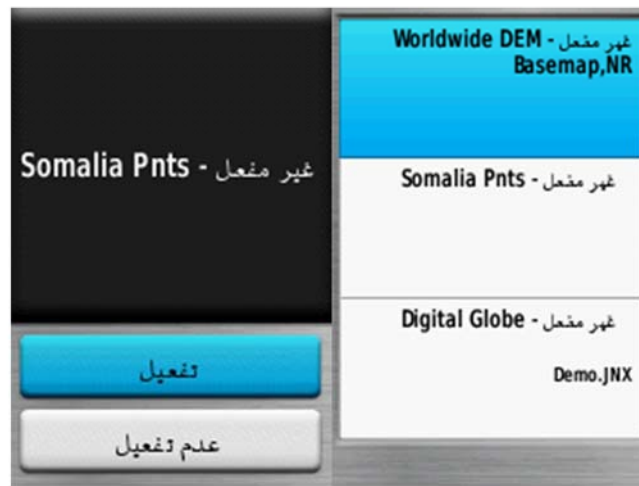 غير مفعل - Somalia Pnts
تفعيل
عدم تفعيل
غير مفعل - Worldwide DEM
Basemap,NR
غير مفعل - Somalia Pnts
غير مفعل - Digital Globe
Demo.JNX